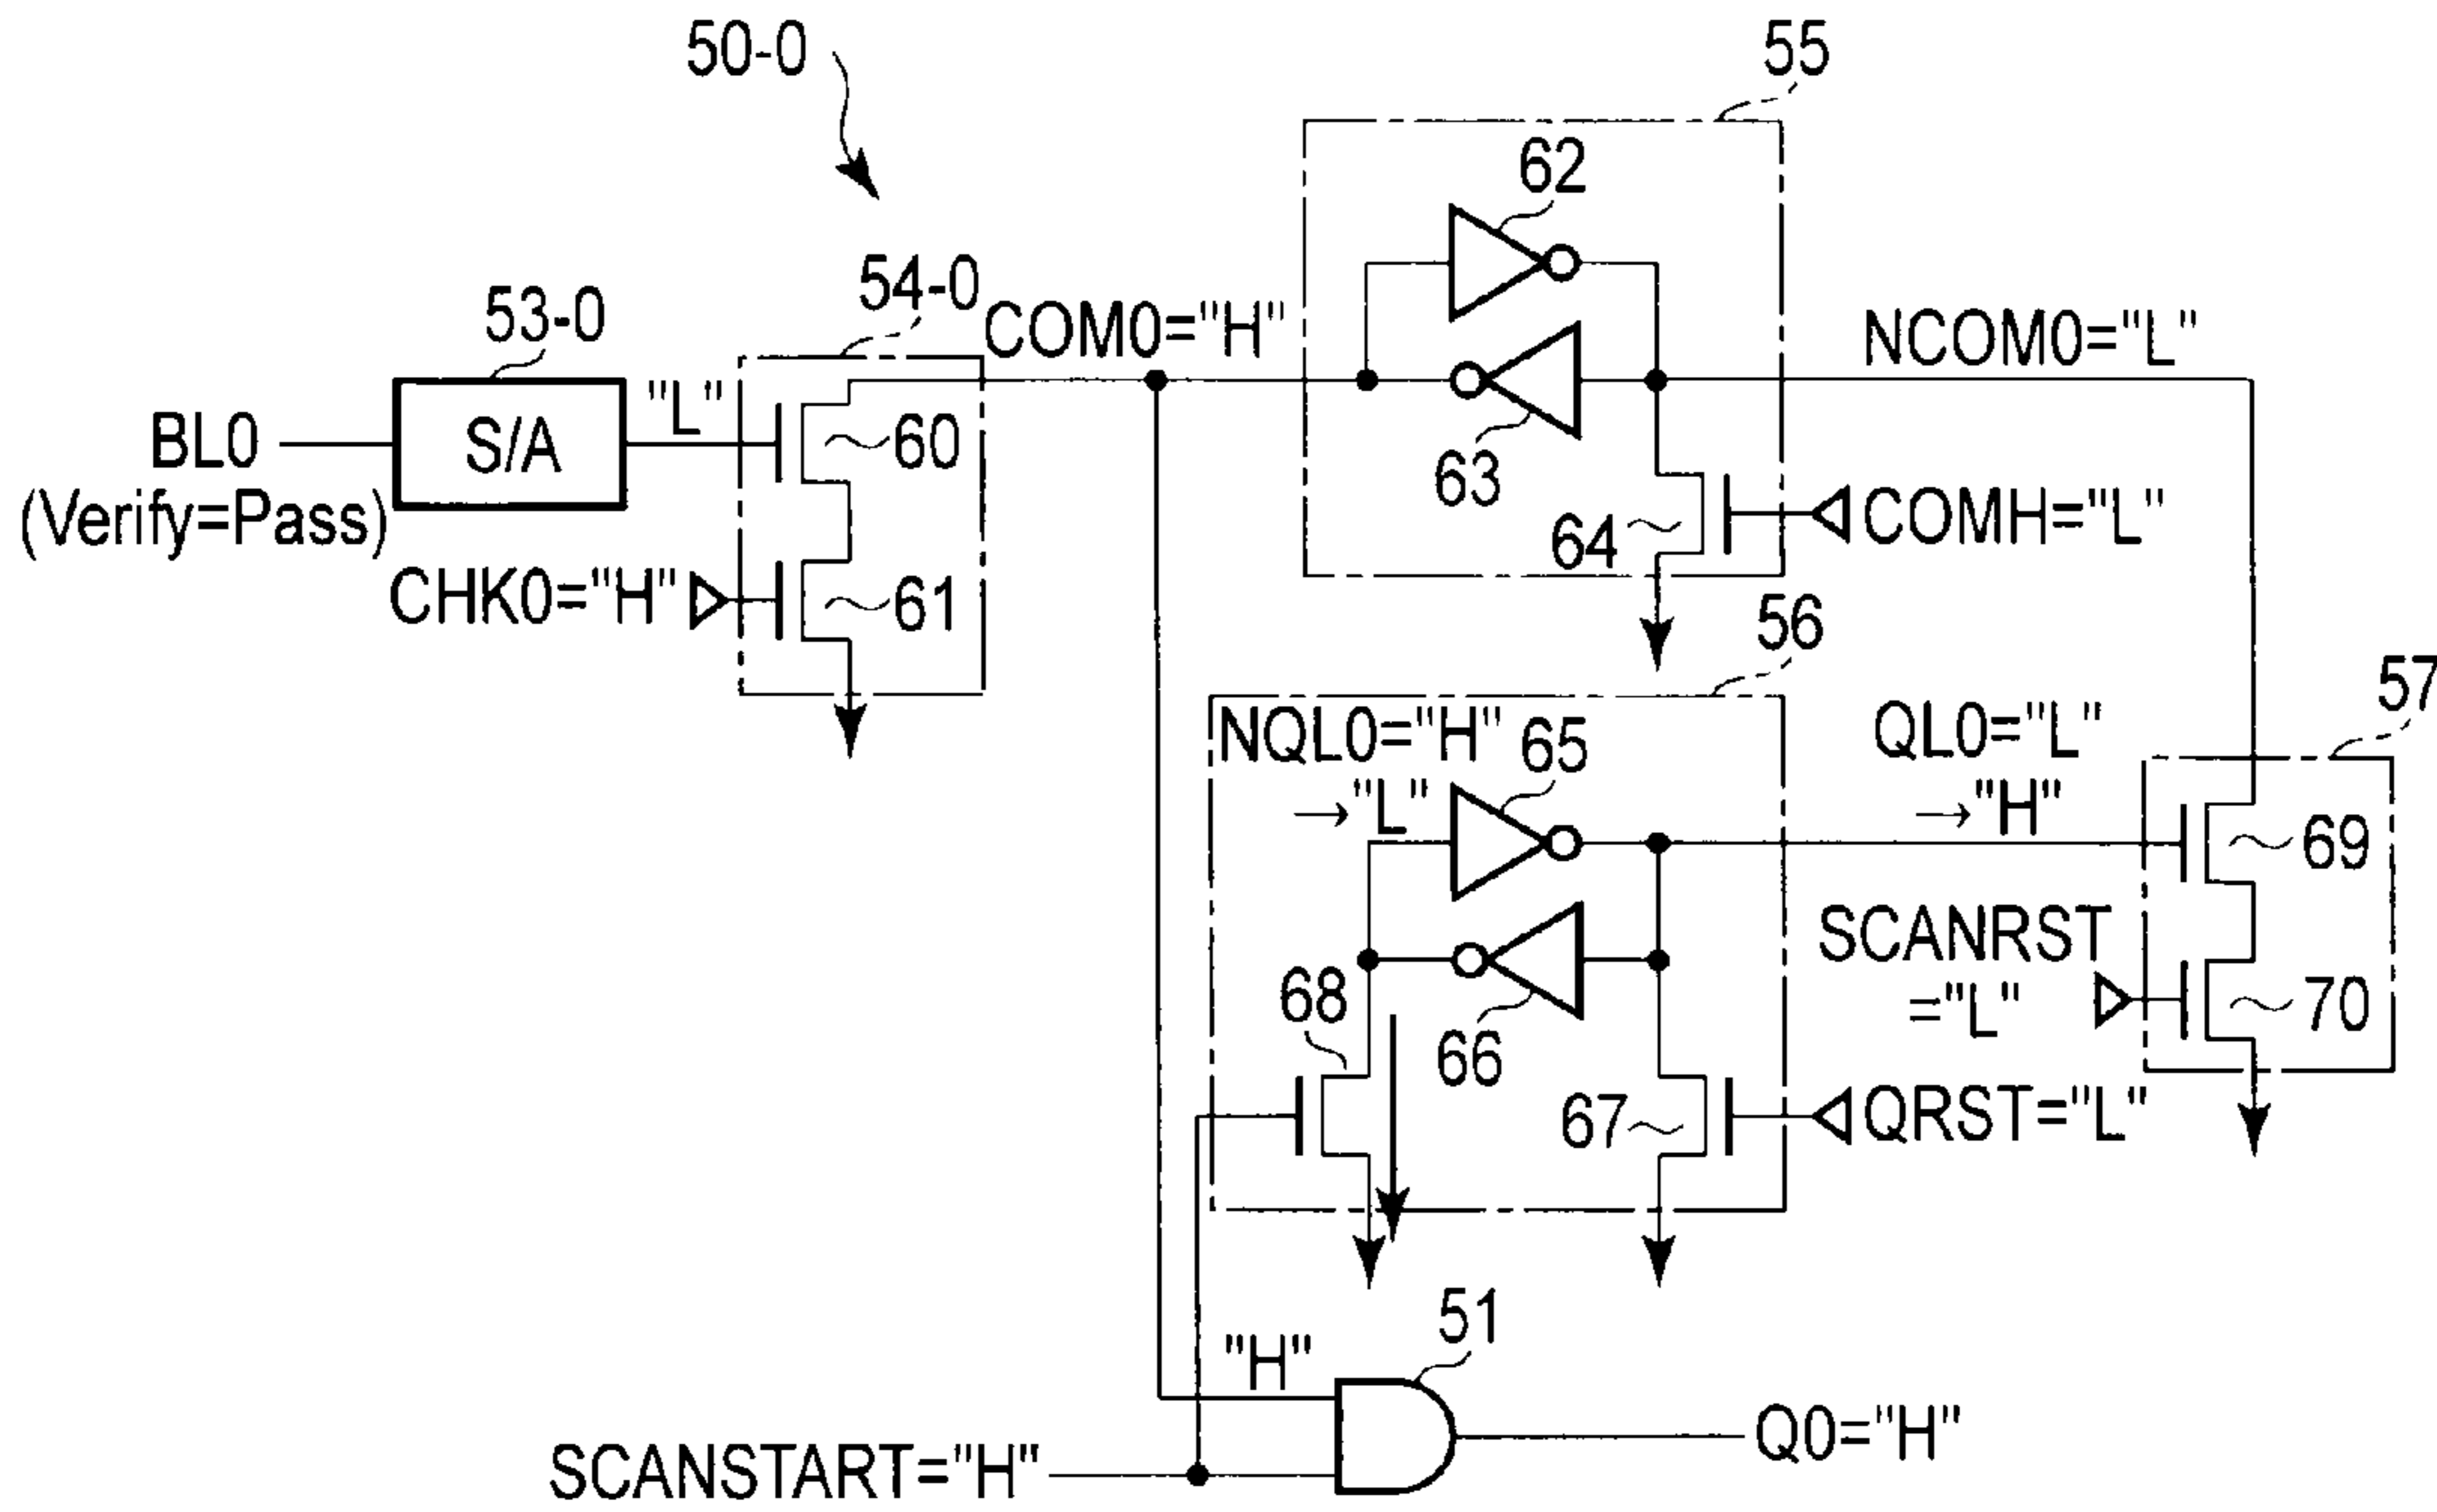 50-0
55
62
54-0
53-0
COM0="H"
NCOM0="L"
"L"
BL0
S/A
60
(Verify=Pass)
63
COMH="L"
64
CHK0="H"
61
56
57
NQL0="H"
65
QL0="L"
→"L"
→"H"
69
SCANRST
="L"
68
70
66
67
QRST="L"
51
"H"
Q0="H"
SCANSTART="H"